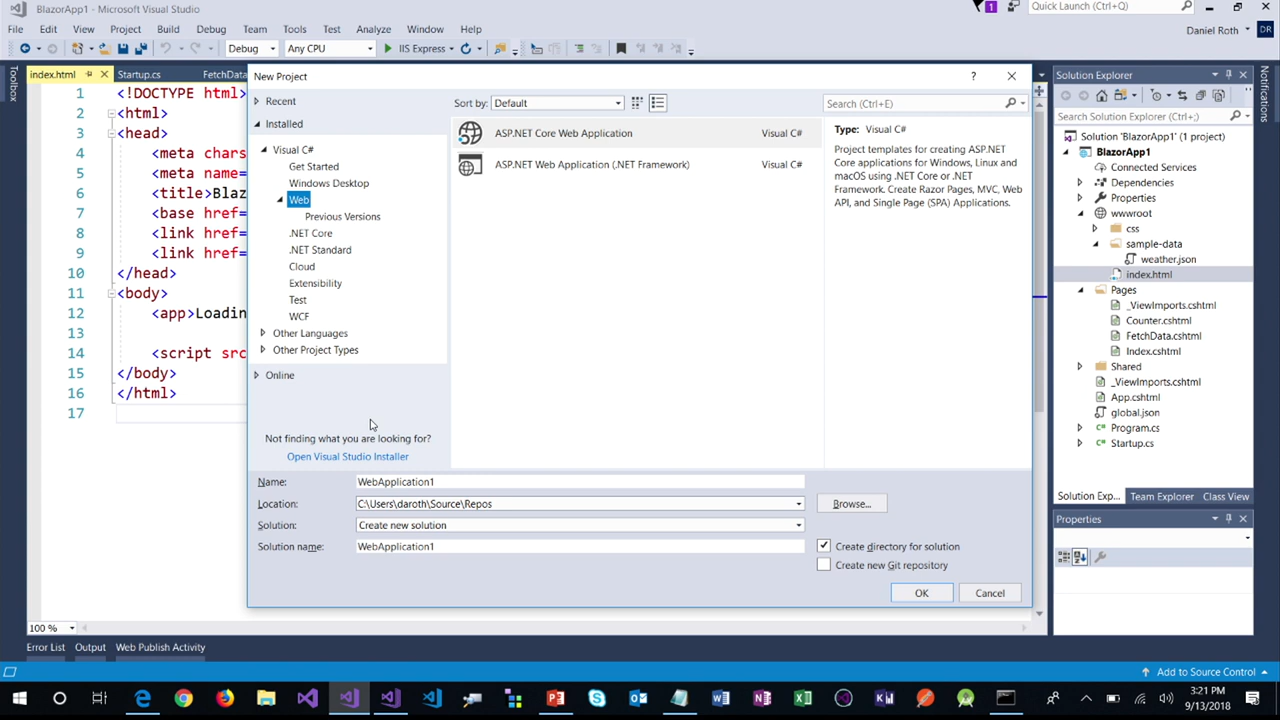 BlazorApp1 - Microsoft Visual Studio
1
Quick Launch (Ctrl+Q)
File Edit View Project Build Debug Team Tools Test Analyze Window Help
Daniel Roth DR
Debug Any CPU IIS Express
Toolbox
index.html Startup.cs FetchData
1 <!DOCTYPE html>
2 <html>
3 <head>
4 <meta chars
5 <meta name=
6 <title>Blaz
7 <base href=
8 <link href=
9 <link href=
10 </head>
11 <body>
12 <app>Loadin
13
14 <script src
15 </body>
16 </html>
17
100 %
New Project
?
Recent
Installed
Visual C#
Get Started
Windows Desktop
Web
Previous Versions
.NET Core
.NET Standard
Cloud
Extensibility
Test
WCF
Other Languages
Other Project Types
Online
Not finding what you are looking for?
Open Visual Studio Installer
Sort by: Default
ASP.NET Core Web Application Visual C#
ASP.NET Web Application (.NET Framework) Visual C#
Search (Ctrl+E)
Type: Visual C#
Project templates for creating ASP.NET
Core applications for Windows, Linux and
macOS using .NET Core or .NET
Framework. Create Razor Pages, MVC, Web
API, and Single Page (SPA) Applications.
Name: WebApplication1
Location: C:\Users\daroth\Source\Repos
Browse...
Solution: Create new solution
Solution name: WebApplication1
Create directory for solution
Create new Git repository
OK Cancel
Solution Explorer
Search Solution Explorer (Ctrl+;)
Solution 'BlazorApp1' (1 project)
BlazorApp1
Connected Services
Dependencies
Properties
wwwroot
css
sample-data
weather.json
index.html
Pages
_ViewImports.cshtml
Counter.cshtml
FetchData.cshtml
Index.cshtml
Shared
_ViewImports.cshtml
App.cshtml
global.json
Program.cs
Startup.cs
Solution Exp... Team Explorer Class View
Properties
Notifications
Error List Output Web Publish Activity
Add to Source Control
3:21 PM
9/13/2018